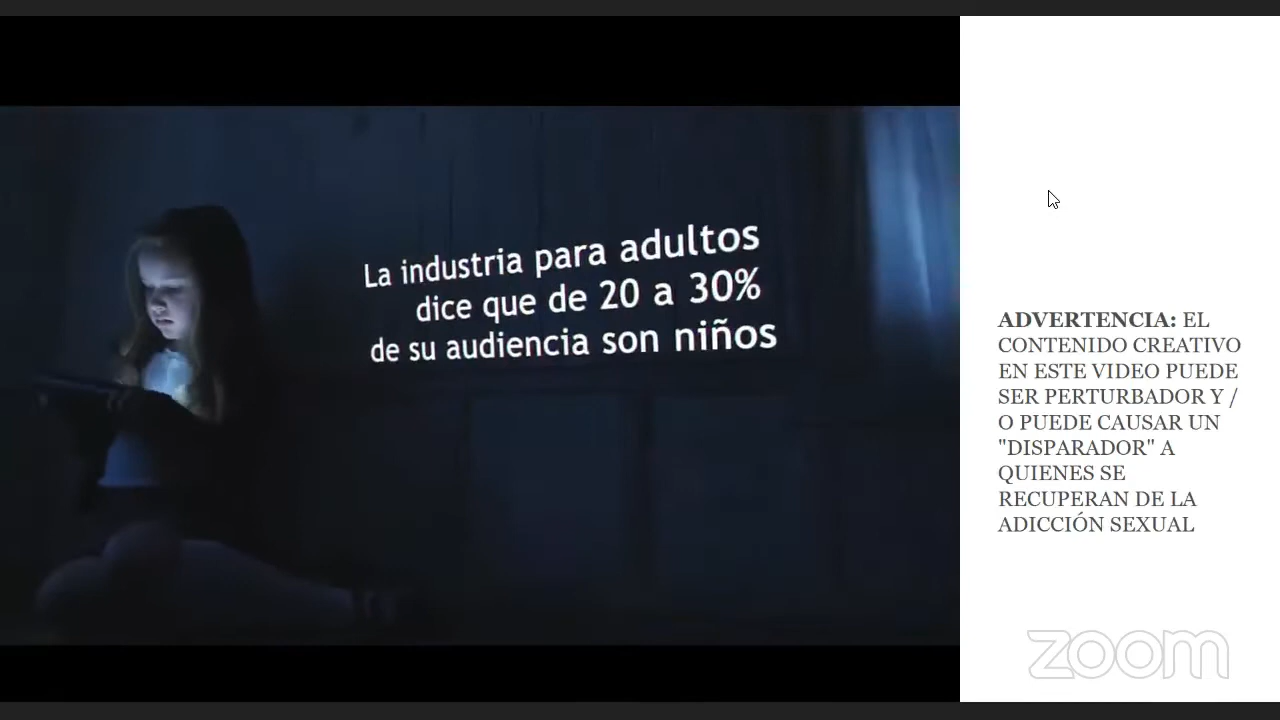 La industria para adultos
dice que de 20 a 30%
de su audiencia son niños
ADVERTENCIA: EL
CONTENIDO CREATIVO
EN ESTE VIDEO PUEDE
SER PERTURBADOR Y /
O PUEDE CAUSAR UN
"DISPARADOR" A
QUIENES SE
RECUPERAN DE LA
ADICCIÓN SEXUAL
zoom